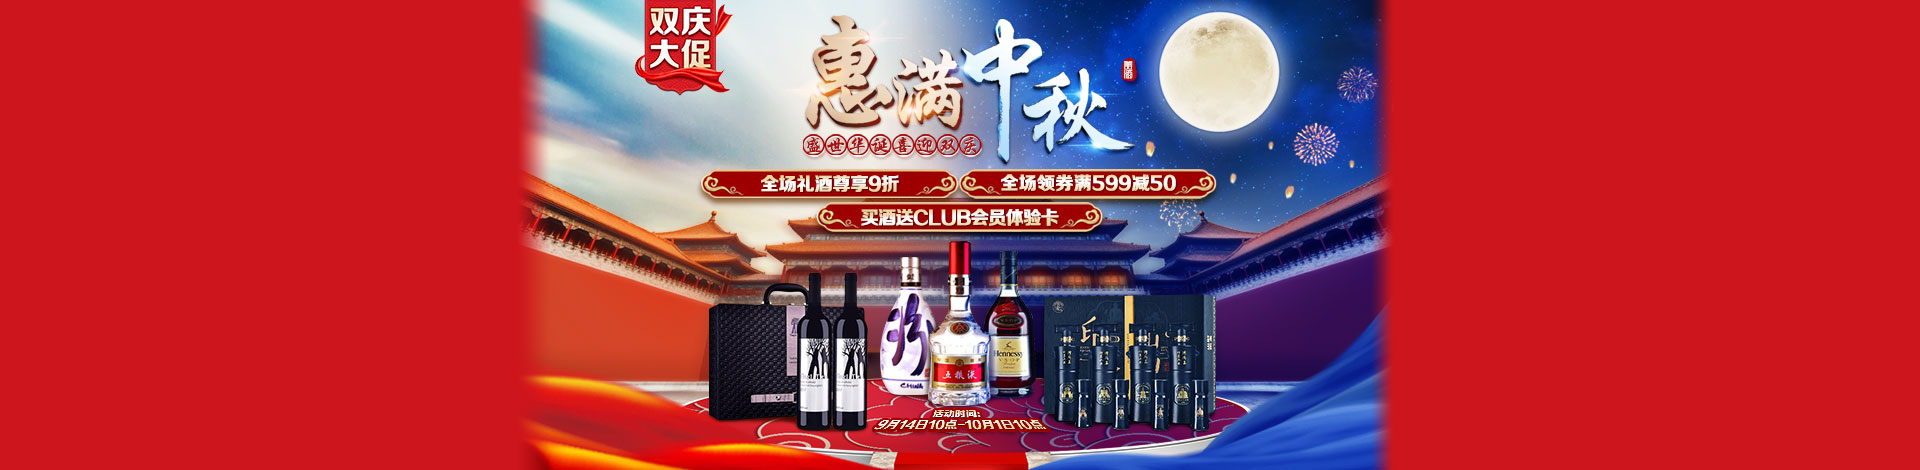 双庆
大促
惠满中秋
盛世华诞喜迎双庆
全场礼酒尊享9折
全场领券满599减50
买酒送CLUB会员体验卡
汾
CHINA
五粮液
Hennessy
V.S.O.P
印
活动时间:
9月14日10点-10月1日10点